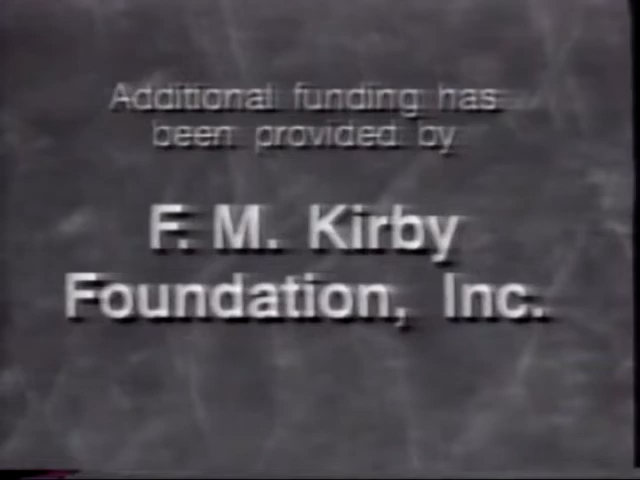 Additional funding has
been provided by
F. M. Kirby
Foundation, Inc.